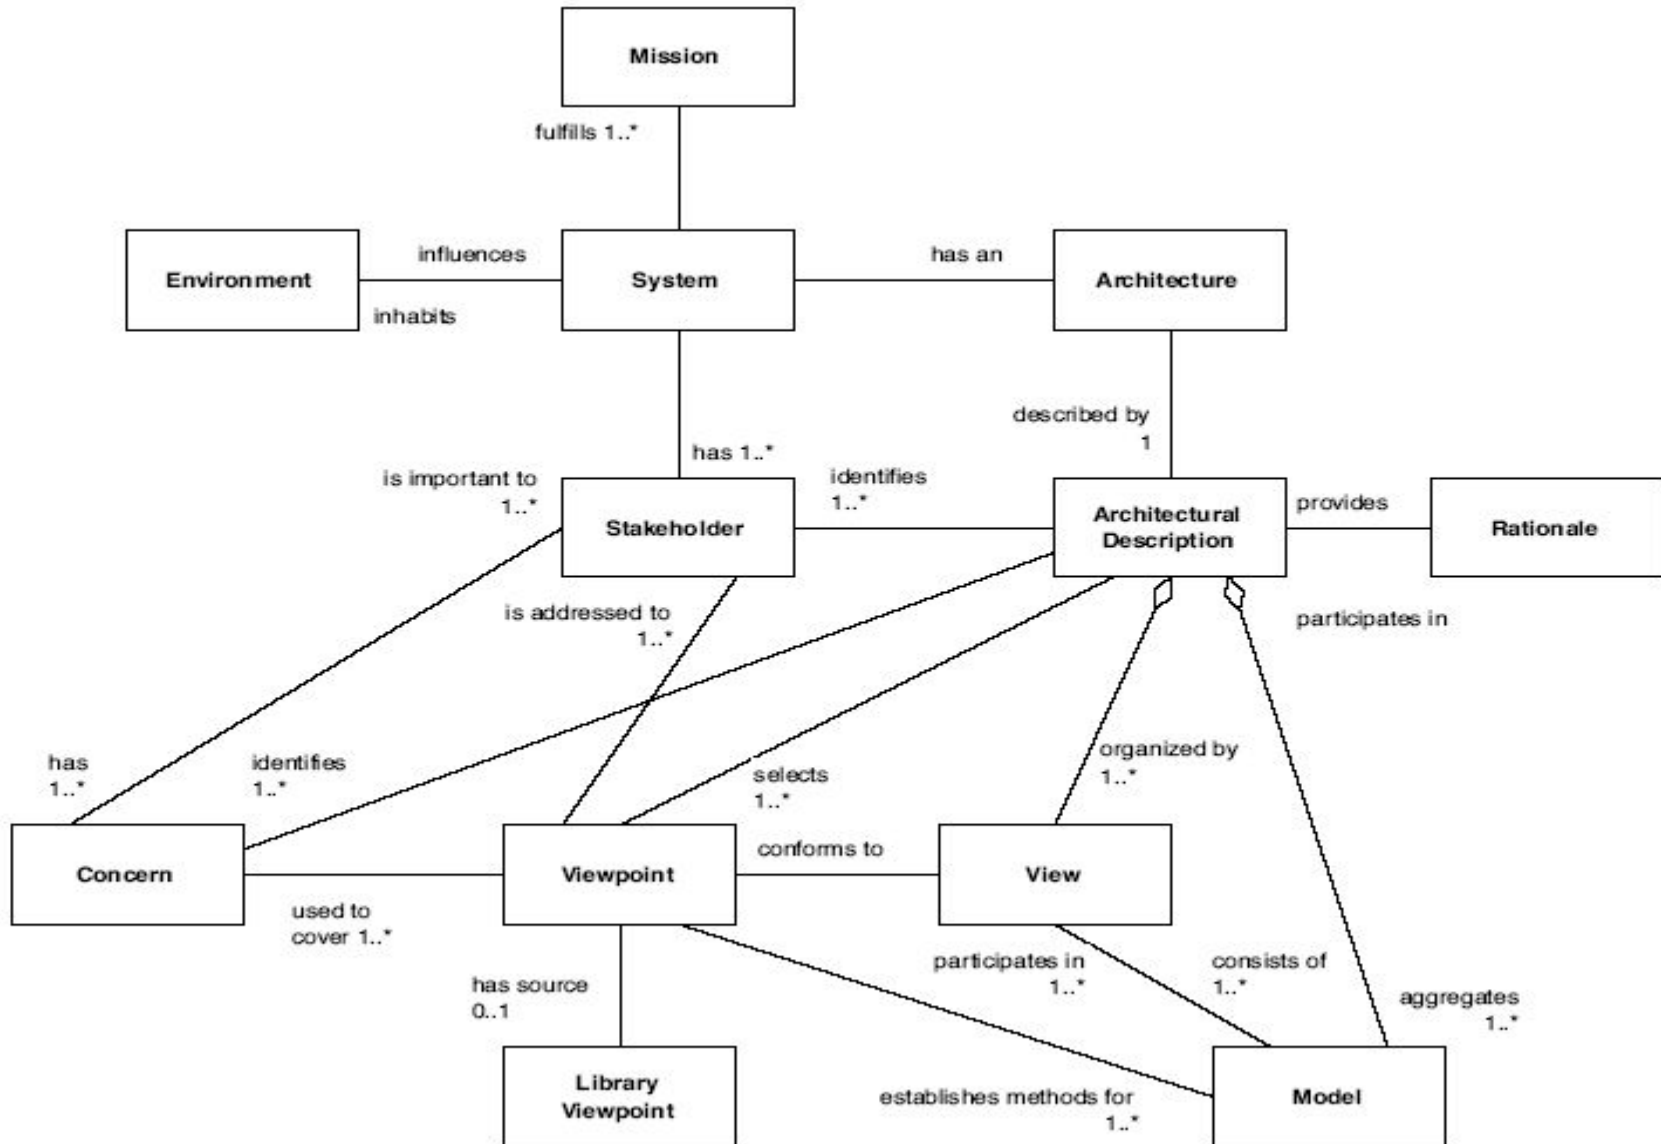 Mission
fulfills 1..*
influences
has an
Environment
System
Architecture
inhabits
described by
1
has 1..*
is important to
1..*
identifies
1..*
Stakeholder
Architectural
Description
provides
Rationale
is addressed to
1..*
participates in
has
1..*
identifies
1..*
selects
1..*
organized by
1..*
conforms to
Concern
Viewpoint
View
used to
cover 1..*
has source
0..1
participates in
1..*
consists of
1..*
aggregates
1..*
Library
Viewpoint
establishes methods for
1..*
Model